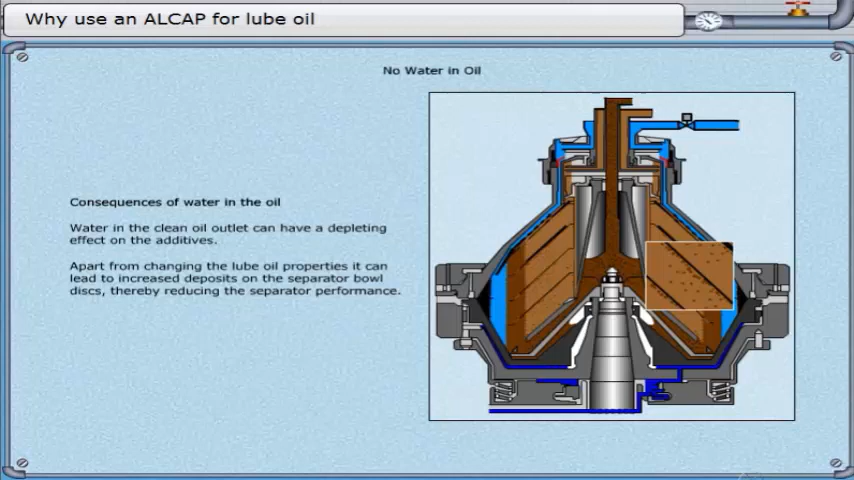 Why use an ALCAP for lube oil
No Water in Oil
Consequences of water in the oil
Water in the clean oil outlet can have a depleting
effect on the additives.
Apart from changing the lube oil properties it can
lead to increased deposits on the separator bowl
discs, thereby reducing the separator performance.